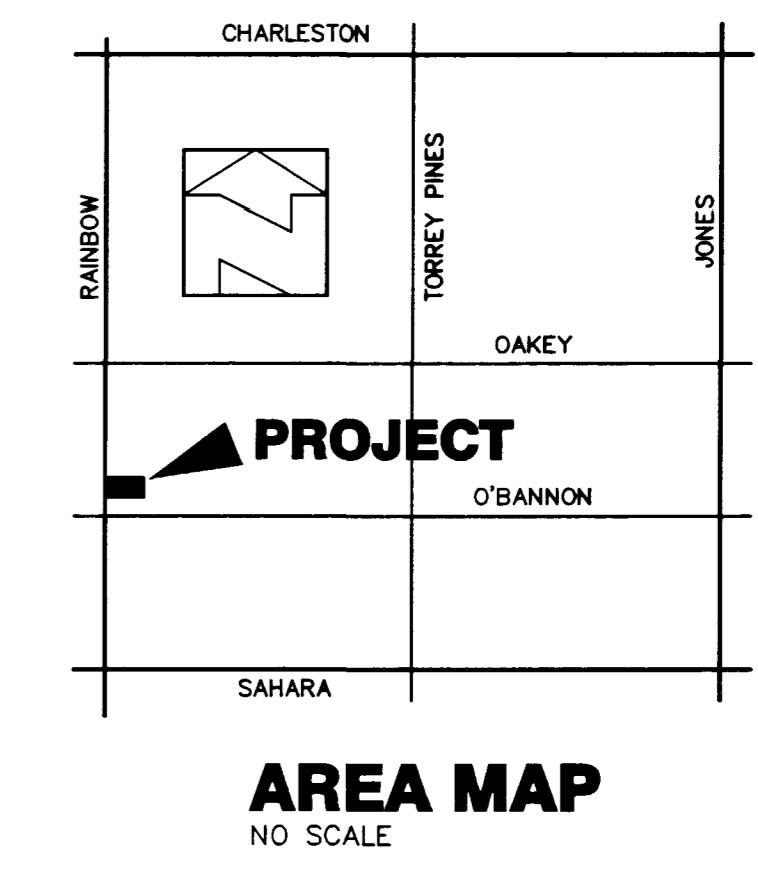 CHARLESTON
RAINBOW
TORREY PINES
JONES
OAKEY
PROJECT
O'BANNON
SAHARA
AREA MAP
NO SCALE